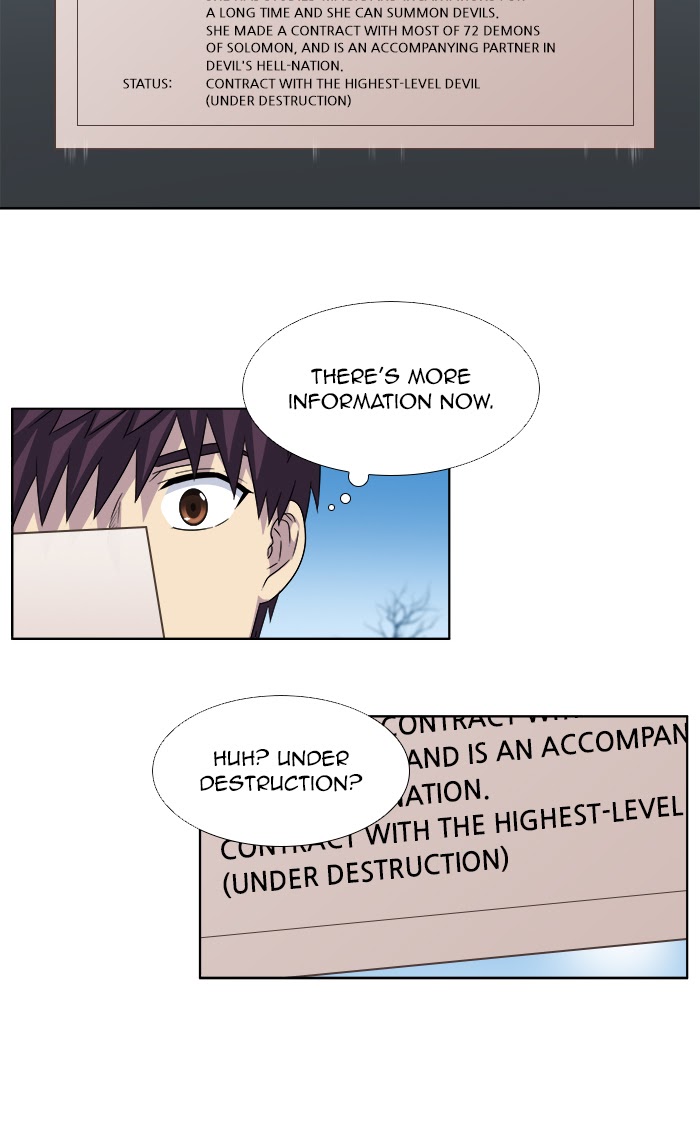 A LONG TIME AND SHE CAN SUMMON DEVILS.
SHE MADE A CONTRACT WITH MOST OF 72 DEMONS
OF SOLOMON, AND IS AN ACCOMPANYING PARTNER IN
DEVIL'S HELL-NATION.
STATUS: CONTRACT WITH THE HIGHEST-LEVEL DEVIL
(UNDER DESTRUCTION)
THERE'S MORE
INFORMATION NOW.
HUH? UNDER
DESTRUCTION?
CONTRACT
AND IS AN ACCOMPAN
ATION.
CONTRACT WITH THE HIGHEST-LEVEL
(UNDER DESTRUCTION)